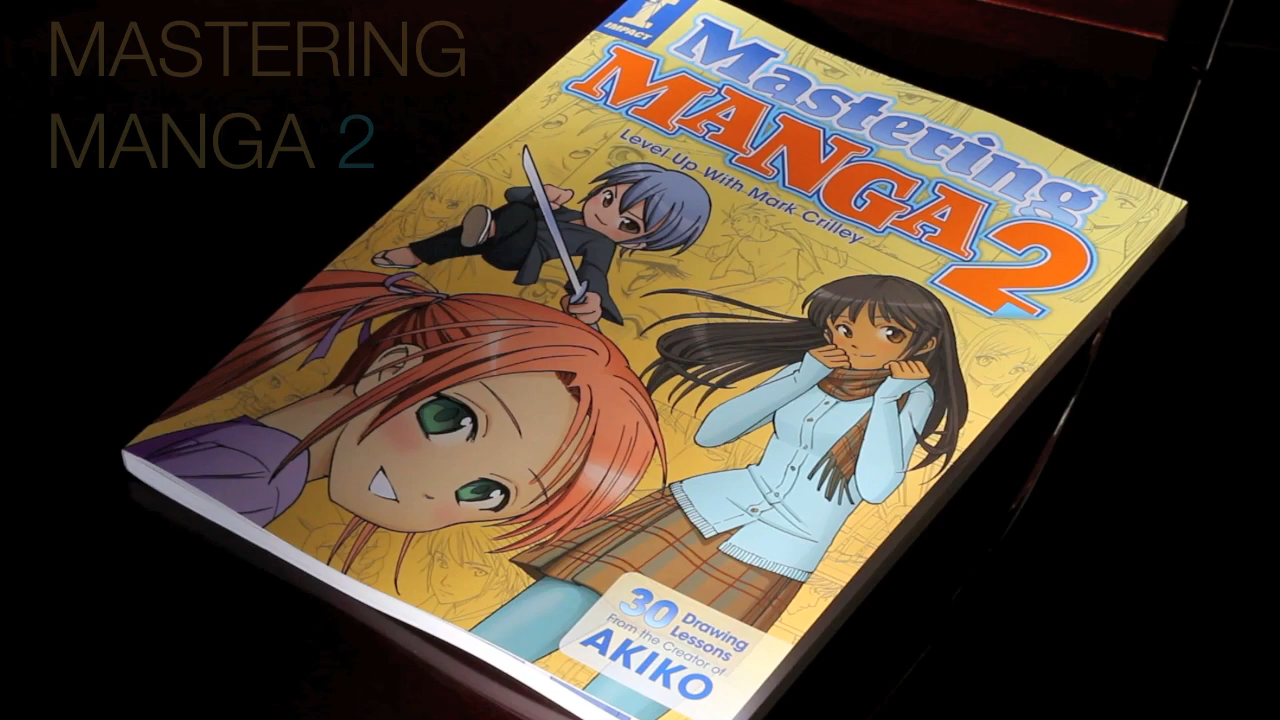 MASTERING
MANGA 2
IMPACT
Mastering
MANGA 2
Level Up With Mark Crilley
30 Drawing
Lessons
From the Creator of
AKIKO